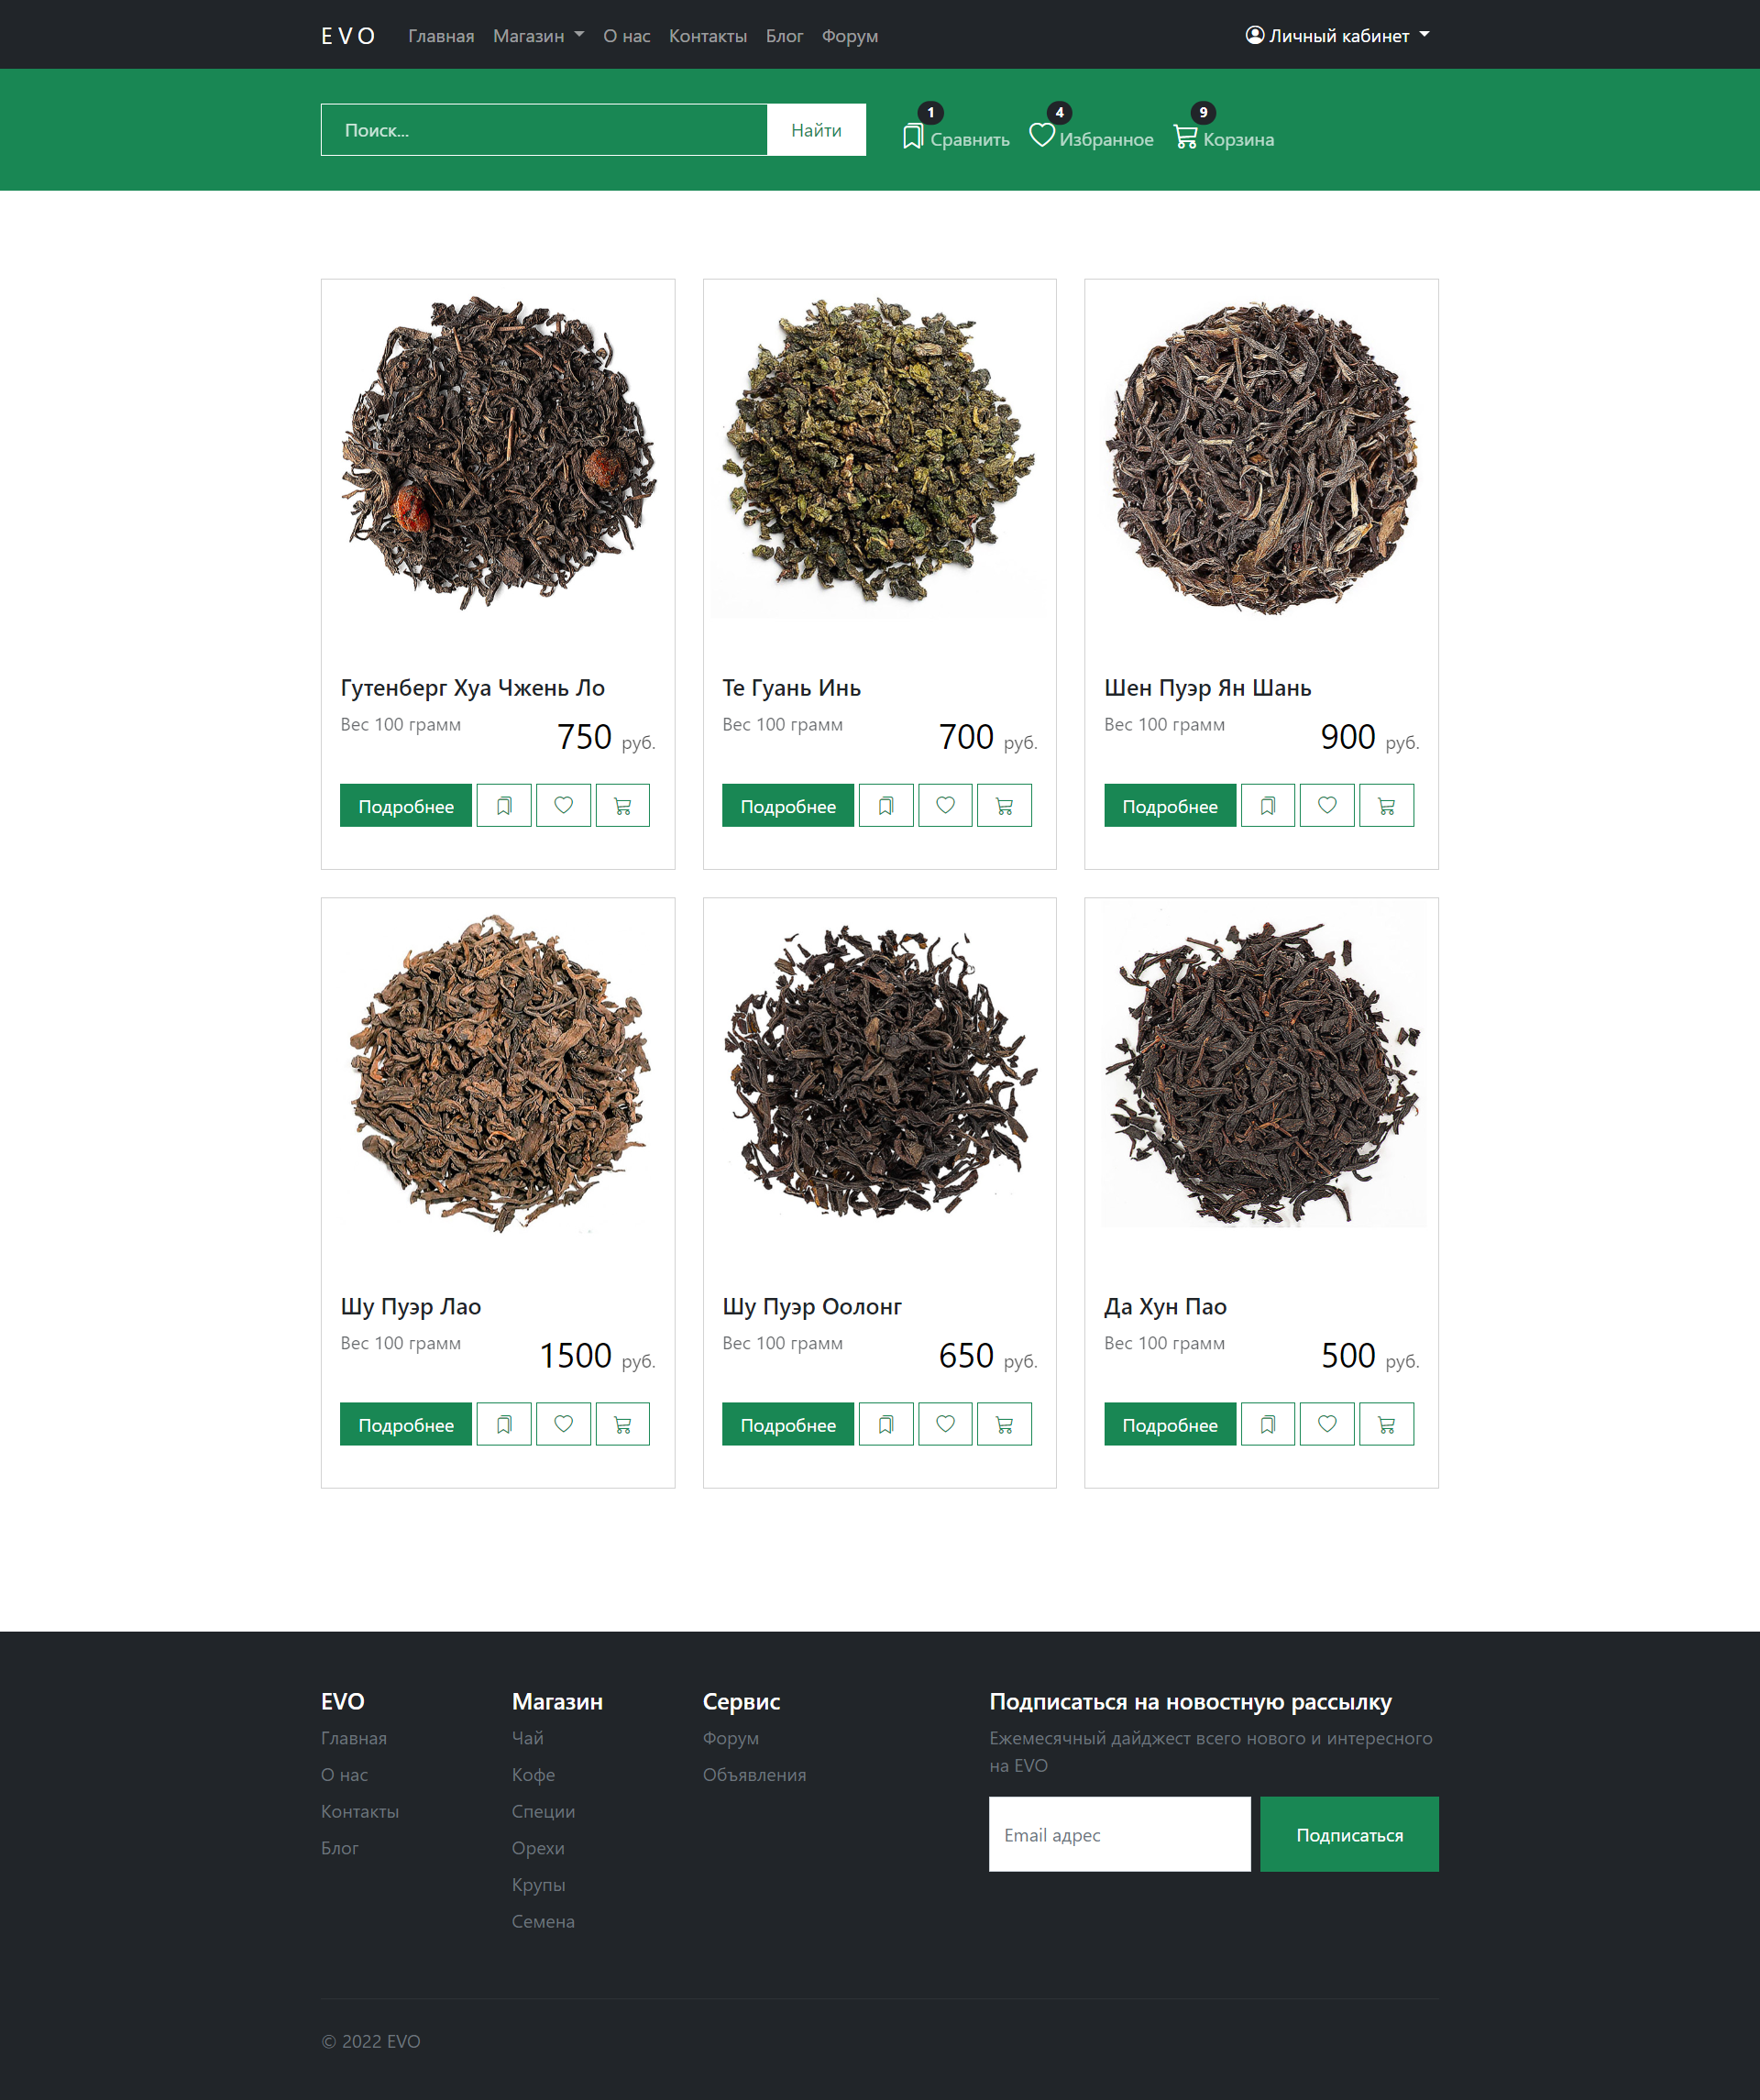 EVO Главная Магазин О нас Контакты Блог Форум Личный кабинет
1 4 9
Поиск... Найти Сравнить Избранное Корзина
Гутенберг Хуа Чжень Ло
Вес 100 грамм
750 руб.
Подробнее
Те Гуань Инь
Вес 100 грамм
700 руб.
Подробнее
Шен Пуэр Ян Шань
Вес 100 грамм
900 руб.
Подробнее
Шу Пуэр Лао
Вес 100 грамм
1500 руб.
Подробнее
Шу Пуэр Оолонг
Вес 100 грамм
650 руб.
Подробнее
Да Хун Пао
Вес 100 грамм
500 руб.
Подробнее
EVO
Главная
О нас
Контакты
Блог
Магазин
Чай
Кофе
Специи
Орехи
Крупы
Семена
Сервис
Форум
Объявления
Подписаться на новостную рассылку
Ежемесячный дайджест всего нового и интересного
на EVO
Email адрес
Подписаться
© 2022 EVO